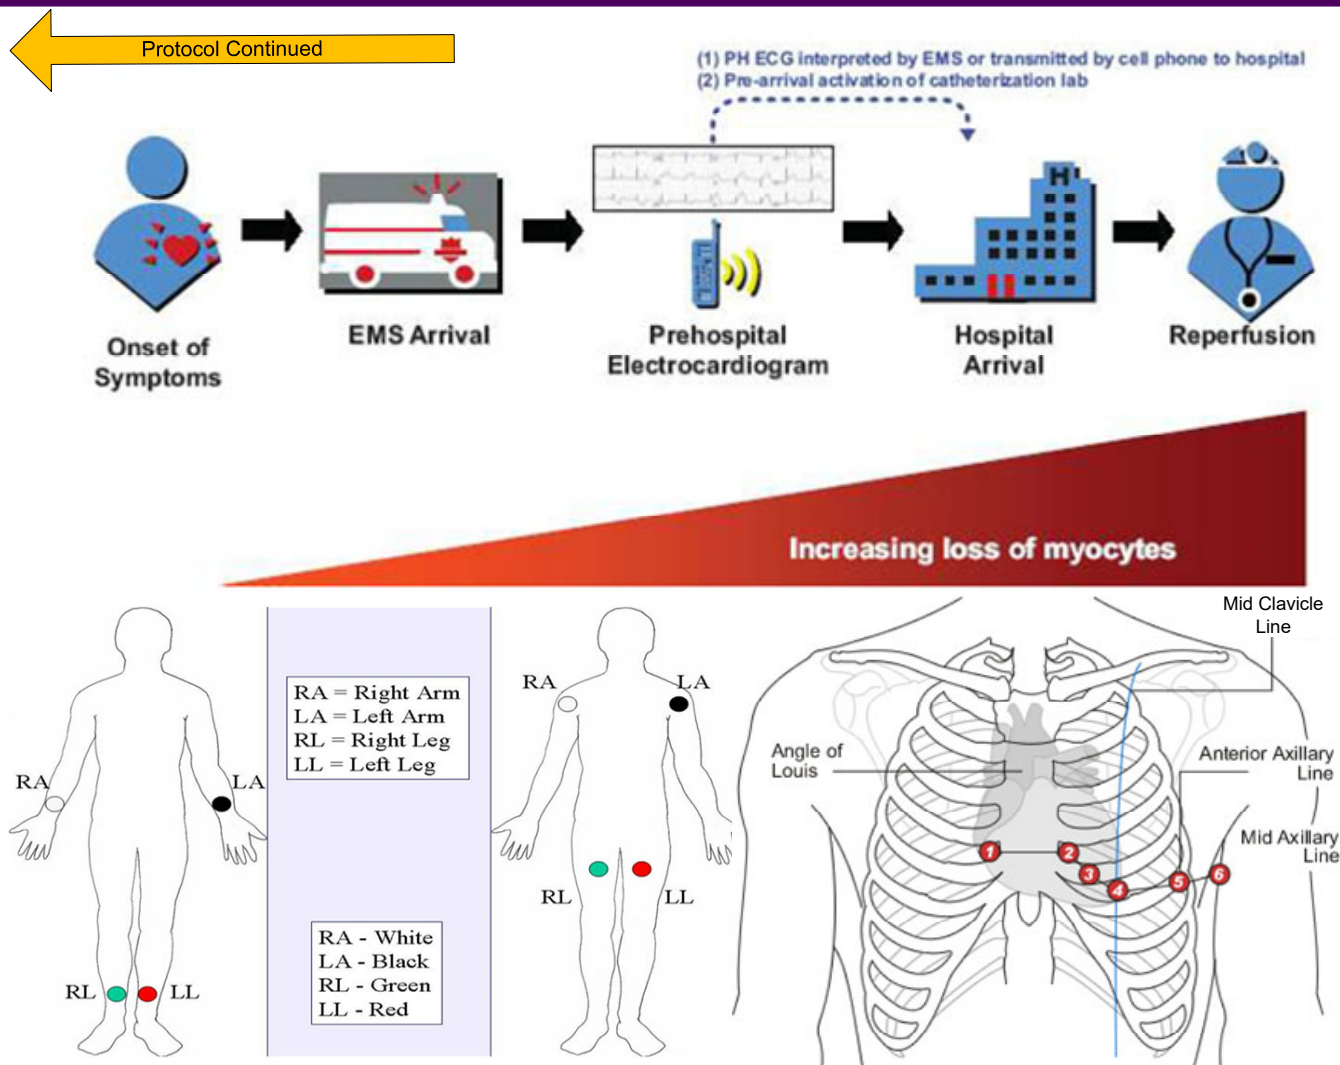 Protocol Continued
(1) PH ECG interpreted by EMS or transmitted by cell phone to hospital
(2) Pre-arrival activation of catheterization lab
H
Onset of
Symptoms
EMS Arrival
Prehospital
Electrocardiogram
Hospital
Arrival
Reperfusion
Increasing loss of myocytes
RA
LA
RL
LL
RA = Right Arm
LA = Left Arm
RL = Right Leg
LL = Left Leg
RA - White
LA - Black
RL - Green
LL - Red
RA
LA
RL
LL
Mid Clavicle
Line
Angle of
Louis
Anterior Axillary
Line
Mid Axillary
Line
1
2
3
4
5
6